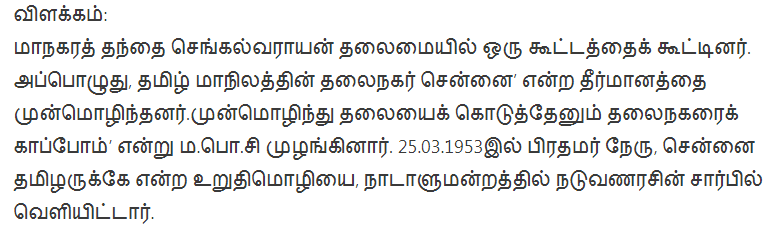 விளக்கம்:
மாநகரத் தந்தை செங்கல்வராயன் தலைமையில் ஒரு கூட்டத்தைக் கூட்டினர்.
அப்பொழுது, தமிழ் மாநிலத்தின் தலைநகர் சென்னை’ என்ற தீர்மானத்தை
முன்மொழிந்தனர்.முன்மொழிந்து தலையைக் கொடுத்தேனும் தலைநகரைக்
காப்போம்’ என்று ம.பொ.சி முழங்கினார். 25.03.1953இல் பிரதமர் நேரு, சென்னை
தமிழருக்கே என்ற உறுதிமொழியை, நாடாளுமன்றத்தில் நடுவணரசின் சார்பில்
வெளியிட்டார்.